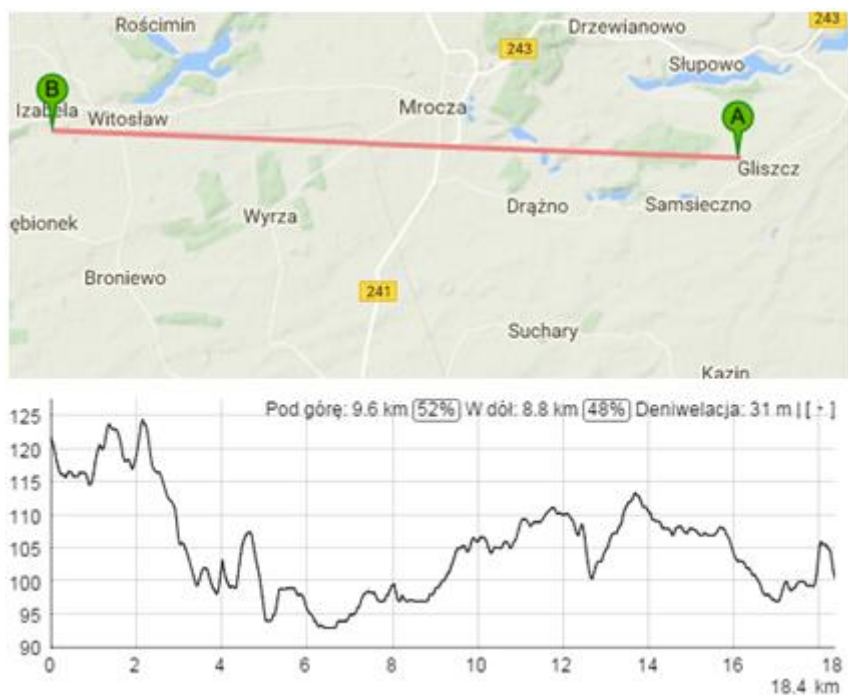 Rościmin
243
Drzewianowo
243
Słupowo
B
Izabela
Witosław
Mrocza
A
Gliszcz
Wyrza
Drążno
Samsieczno
ębionek
Broniewo
241
Suchary
Kazin
Pod górę: 9.6 km 52% W dół: 8.8 km 48% Deniwelacja: 31 m | [ - ]
125
120
115
110
105
100
95
90
0 2 4 6 8 10 12 14 16 18
18.4 km